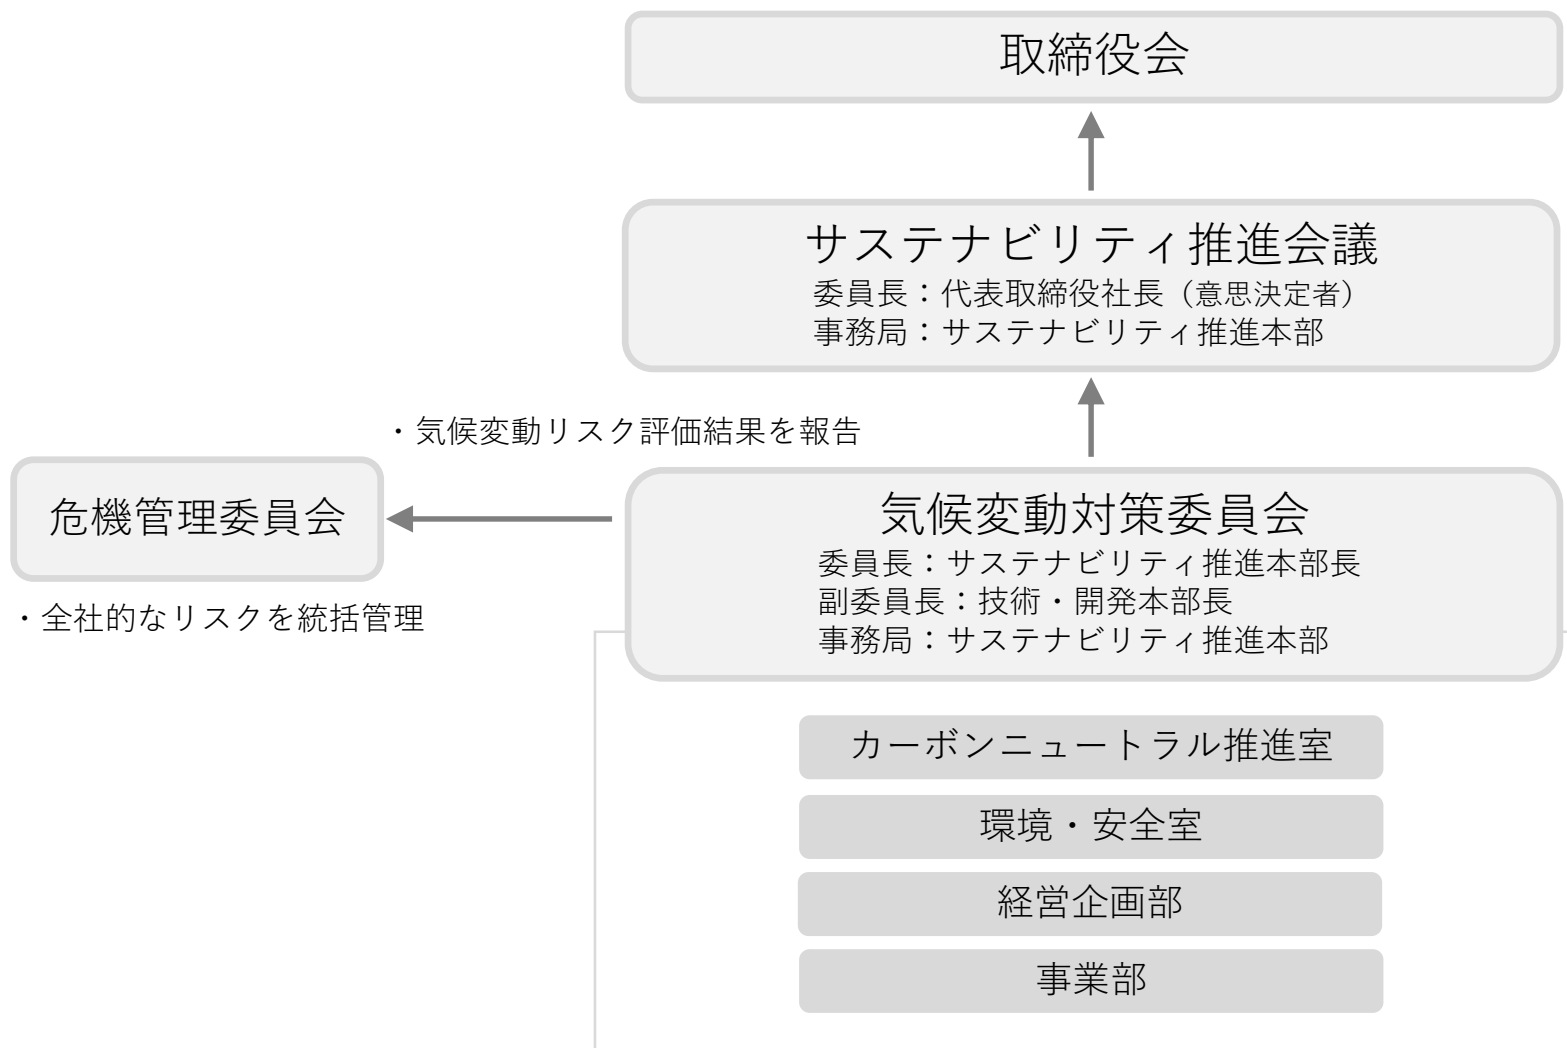 取締役会
サステナビリティ推進会議
委員長：代表取締役社長（意思決定者）
事務局：サステナビリティ推進本部
・気候変動リスク評価結果を報告
危機管理委員会
・全社的なリスクを統括管理
気候変動対策委員会
委員長：サステナビリティ推進本部長
副委員長：技術・開発本部長
事務局：サステナビリティ推進本部
カーボンニュートラル推進室
環境・安全室
経営企画部
事業部